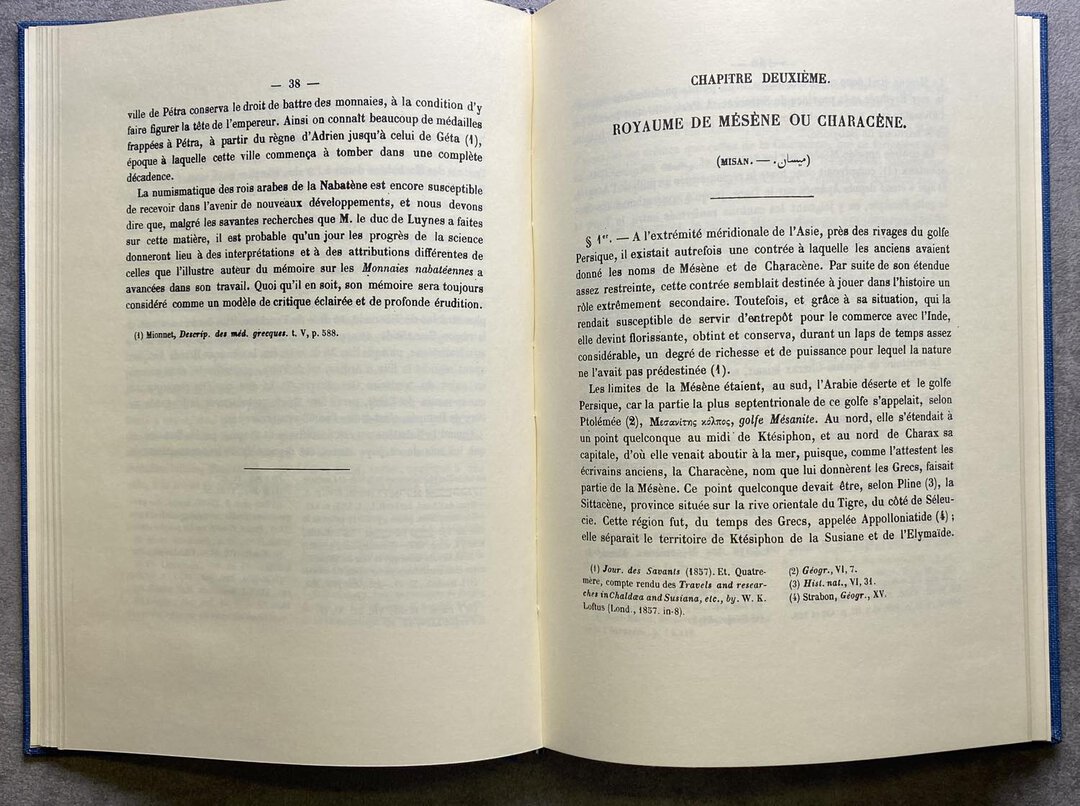 — 38 —
ville de Pétra conserva le droit de battre des monnaies, à la condition d'y
faire figurer la tête de l'empereur. Ainsi on connaît beaucoup de médailles
frappées à Pétra, à partir du règne d'Adrien jusqu'à celui de Géta (1),
époque à laquelle cette ville commença à tomber dans une complète
décadence.
La numismatique des rois arabes de la Nabatène est encore susceptible
de recevoir dans l'avenir de nouveaux développements, et nous devons
dire que, malgré les savantes recherches que M. le duc de Luynes a faites
sur cette matière, il est probable qu'un jour les progrès de la science
donneront lieu à des interprétations et à des attributions différentes de
celles que l'illustre auteur du mémoire sur les Monnaies nabatéennes a
avancées dans son travail. Quoi qu'il en soit, son mémoire sera toujours
considéré comme un modèle de critique éclairée et de profonde érudition.
(1) Mionnet, Descrip. des méd. grecques. t. V, p. 588.
CHAPITRE DEUXIÈME.
ROYAUME DE MÉSÈNE OU CHARACÈNE.
(MISAN. — .ميسان)
§ 1er. — A l'extrémité méridionale de l'Asie, près des rivages du golfe
Persique, il existait autrefois une contrée à laquelle les anciens avaient
donné les noms de Mésène et de Characène. Par suite de son étendue
assez restreinte, cette contrée semblait destinée à jouer dans l'histoire un
rôle extrêmement secondaire. Toutefois, et grâce à sa situation, qui la
rendait susceptible de servir d'entrepôt pour le commerce avec l'Inde,
elle devint florissante, obtint et conserva, durant un laps de temps assez
considérable, un degré de richesse et de puissance pour lequel la nature
ne l'avait pas prédestinée (1).
Les limites de la Mésène étaient, au sud, l'Arabie déserte et le golfe
Persique, car la partie la plus septentrionale de ce golfe s'appelait, selon
Ptolémée (2), Μεσανίτης κόλπος, golfe Mésanite. Au nord, elle s'étendait à
un point quelconque au midi de Ktésiphon, et au nord de Charax sa
capitale, d'où elle venait aboutir à la mer, puisque, comme l'attestent les
écrivains anciens, la Characène, nom que lui donnèrent les Grecs, faisait
partie de la Mésène. Ce point quelconque devait être, selon Pline (3), la
Sittacène, province située sur la rive orientale du Tigre, du côté de Séleu-
cie. Cette région fut, du temps des Grecs, appelée Appolloniatide (4) ;
elle séparait le territoire de Ktésiphon de la Susiane et de l'Elymaïde.
(1) Jour. des Savants (1857). Et. Quatre-
mère, compte rendu des Travels and resear-
ches in Chaldœa and Susiana, etc., by. W. K.
Loftus (Lond., 1857. in-8).
(2) Géogr., VI, 7.
(3) Hist. nat., VI, 31.
(4) Strabon, Géogr., XV.